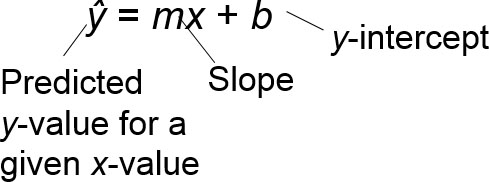 ŷ = mx + b
y-intercept
Predicted
y-value for a
given x-value
Slope